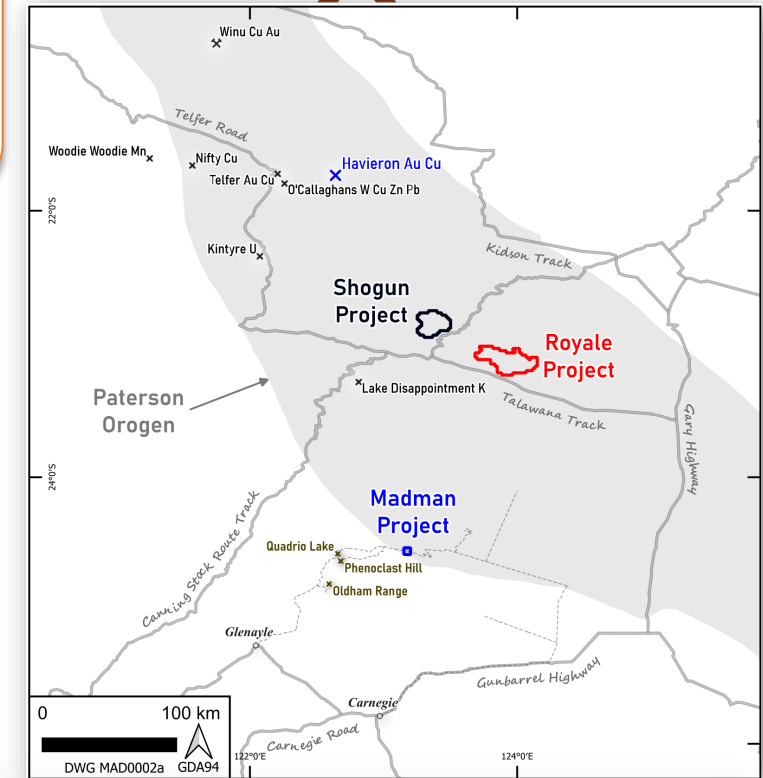 Winu Cu Au
Telfer Road
Woodie Woodie Mn
Nifty Cu
Havieron Au Cu
Telfer Au Cu
O'Callaghans W Cu Zn Pb
22°0'S
Kintyre U
Kidson Track
Shogun
Project
Royale
Project
Lake Disappointment K
Paterson
Orogen
Talawana Track
Gary Highway
24°0'S
Madman
Project
Canning Stock Route Track
Quadrio Lake
Phenoclast Hill
Oldham Range
Glenayle
Gunbarrel Highway
Carnegie
Carnegie Road
0 100 km
DWG MAD0002a GDA94
122°0'E
124°0'E